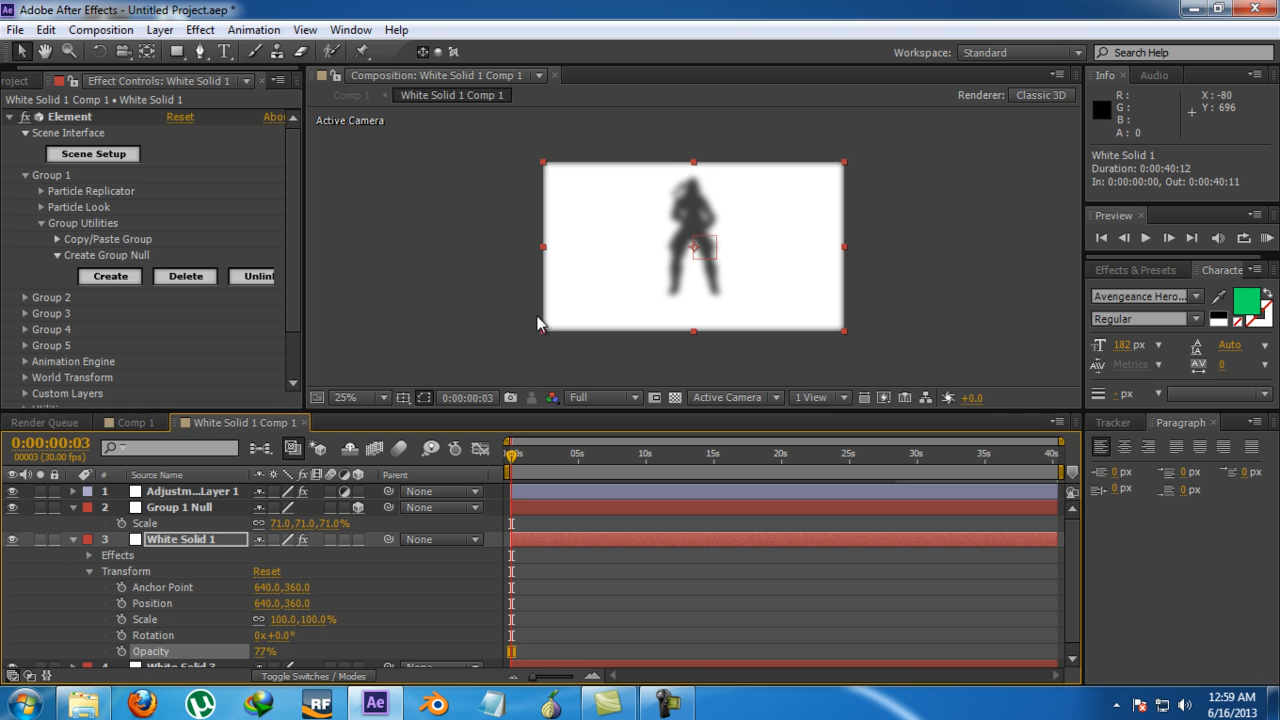 Ae Adobe After Effects - Untitled Project.aep *
File Edit Composition Layer Effect Animation View Window Help
T Workspace: Standard Search Help
roject Effect Controls: White Solid 1 Composition: White Solid 1 Comp 1 Info Audio
White Solid 1 Comp 1 • White Solid 1 Comp 1 White Solid 1 Comp 1 Renderer: Classic 3D
fx Element Reset Abou
Scene Interface
Scene Setup
Group 1
Particle Replicator
Particle Look
Group Utilities
Copy/Paste Group
Create Group Null
Create Delete Unlin
Group 2
Group 3
Group 4
Group 5
Animation Engine
World Transform
Custom Layers
Active Camera
25% 0:00:00:03 Full Active Camera 1 View +0.0
R : X : -80
G : Y : 696
B :
A : 0
White Solid 1
Duration: 0:00:40:12
In: 0:00:00:00, Out: 0:00:40:11
Preview
Effects & Presets Characte
Avengeance Hero...
Regular
182 px Auto
Metrics AV 0
- px
Tracker Paragraph
0 px 0 px 0 px
0 px 0 px
Render Queue Comp 1 White Solid 1 Comp 1
0:00:00:03
00003 (30.00 fps)
05s 10s 15s 20s 25s 30s 35s 40s
# Source Name fx Parent
1 Adjustm...Layer 1 fx None
2 Group 1 Null None
Scale 71.0,71.0,71.0%
3 White Solid 1 fx None
Effects
Transform Reset
Anchor Point 640.0,360.0
Position 640.0,360.0
Scale 100.0,100.0%
Rotation 0x+0.0°
Opacity 77%
Toggle Switches / Modes
RF Ae
12:59 AM
6/16/2013